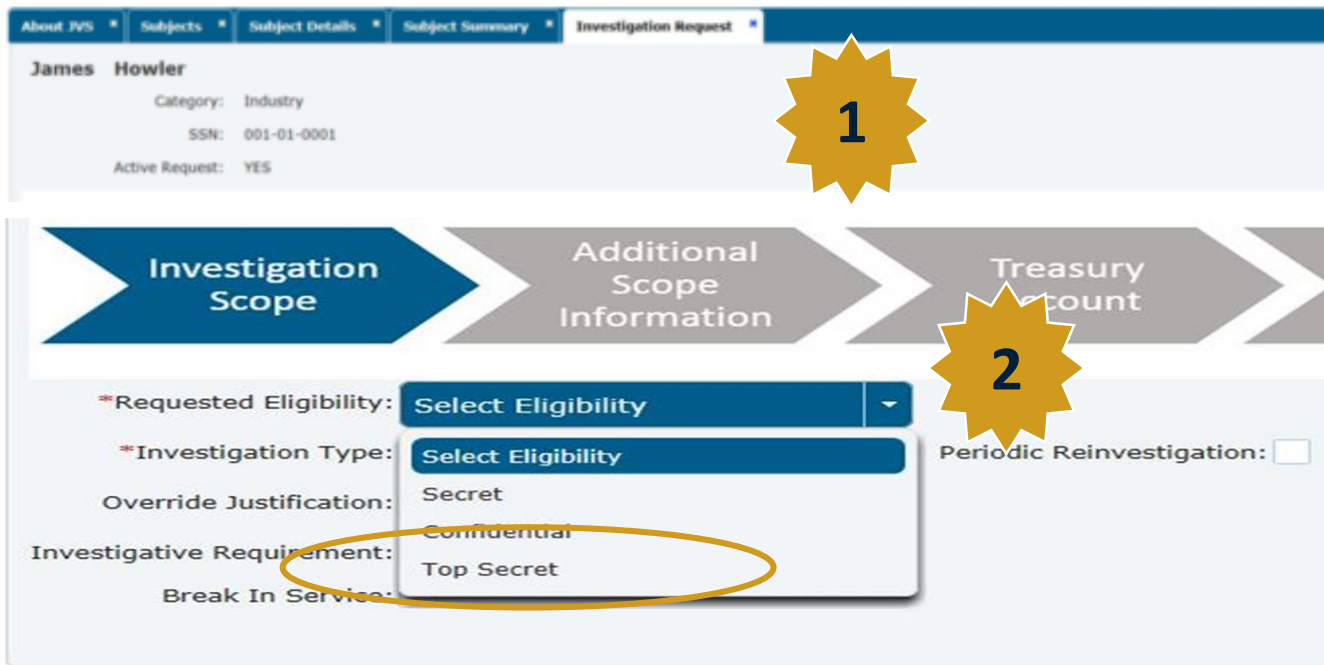 About JVS Subjects Subject Details Subject Summary Investigation Request
James Howler
Category: Industry
SSN: 001-01-0001
Active Request: YES
1
Investigation
Scope
Additional
Scope
Information
Treasury
2
*Requested Eligibility: Select Eligibility
*Investigation Type: Select Eligibility Periodic Reinvestigation:
Override Justification: Secret
Confidential
Investigative Requirement:
Top Secret
Break In Service: